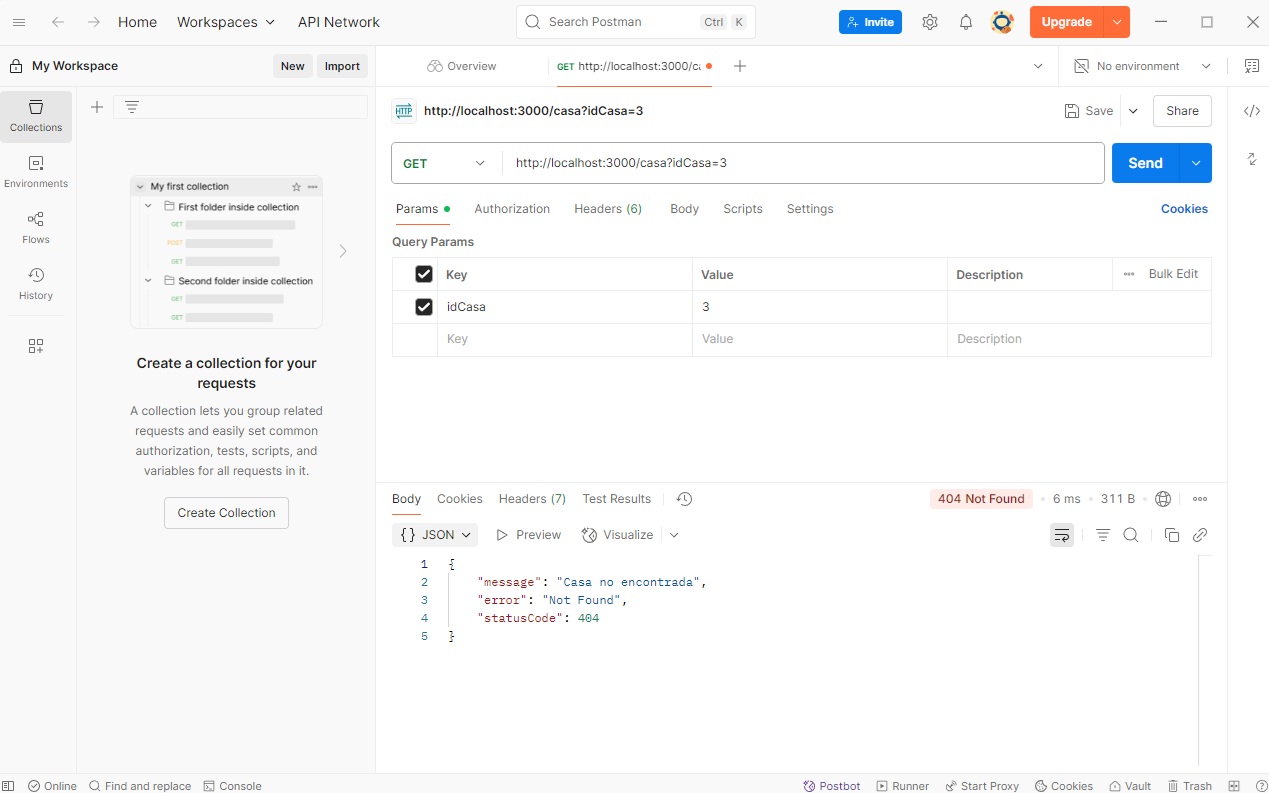 Home Workspaces API Network Search Postman Ctrl K Invite Upgrade
My Workspace New Import Overview GET http://localhost:3000/ca No environment
Collections
Environments
Flows
History
My first collection
First folder inside collection
GET
POST
GET
Second folder inside collection
GET
GET
Create a collection for your
requests
A collection lets you group related
requests and easily set common
authorization, tests, scripts, and
variables for all requests in it.
Create Collection
HTTP http://localhost:3000/casa?idCasa=3 Save Share
GET http://localhost:3000/casa?idCasa=3 Send
Params Authorization Headers (6) Body Scripts Settings Cookies
Query Params
Key Value Description Bulk Edit
idCasa 3
Key Value Description
Body Cookies Headers (7) Test Results 404 Not Found 6 ms 311 B
{} JSON Preview Visualize
1 {
2 "message": "Casa no encontrada",
3 "error": "Not Found",
4 "statusCode": 404
5 }
Online Find and replace Console Postbot Runner Start Proxy Cookies Vault Trash